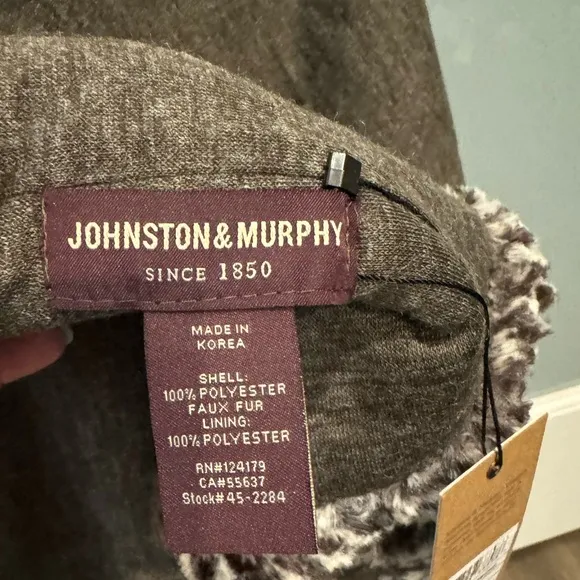 JOHNSTON & MURPHY
SINCE 1850
MADE IN
KOREA
SHELL:
100% POLYESTER
FAUX FUR
LINING:
100% POLYESTER
RN#124179
CA#55637
Stock#45-2284